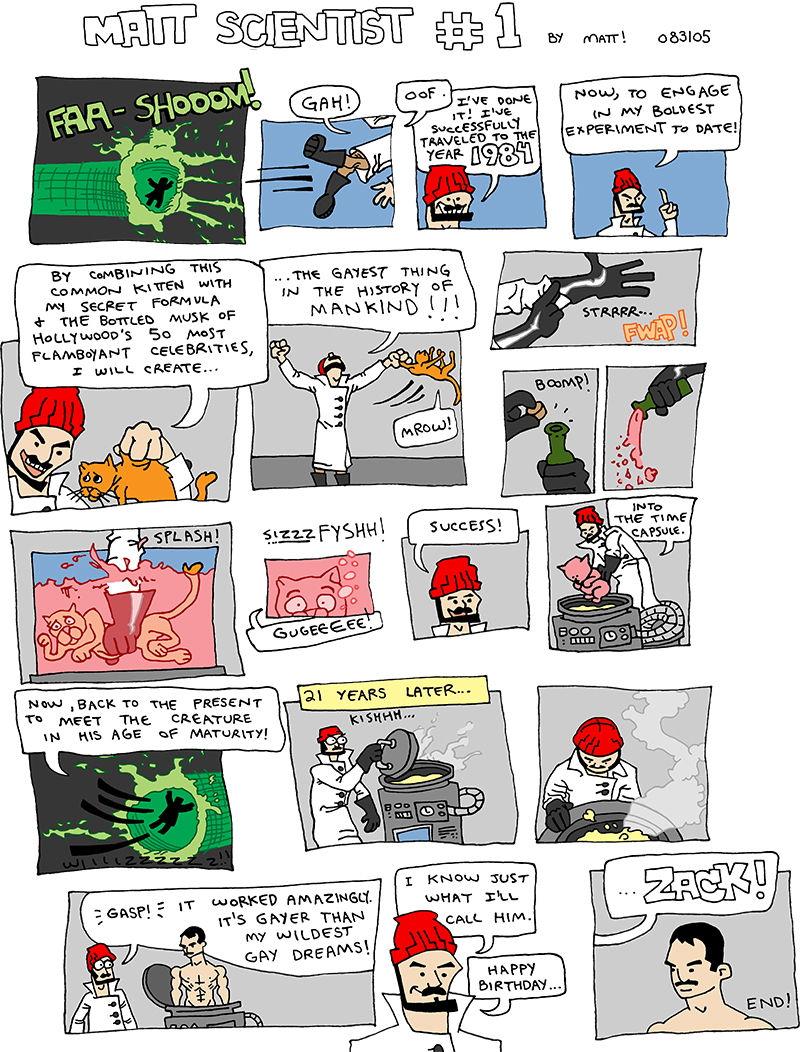 MATT SCIENTIST #1 BY MATT! 083105
FAA-SHOOOM!
GAH!
OOF.
I'VE DONE
IT! I'VE
SUCCESSFULLY
TRAVELED TO THE
YEAR 1984
NOW, TO ENGAGE
IN MY BOLDEST
EXPERIMENT TO DATE!
BY COMBINING THIS
COMMON KITTEN WITH
MY SECRET FORMULA
& THE BOTTLED MUSK OF
HOLLYWOOD'S 50 MOST
FLAMBOYANT CELEBRITIES,
I WILL CREATE...
...THE GAYEST THING
IN THE HISTORY OF
MANKIND!!!
MROW!
STRRRR...
FWAP!
BOOMP!
SPLASH!
SIZZZFYSHH!
GUGEEEEE!
SUCCESS!
INTO
THE TIME
CAPSULE.
NOW, BACK TO THE PRESENT
TO MEET THE CREATURE
IN HIS AGE OF MATURITY!
WIIIIZZZZZZZ!!
21 YEARS LATER...
KISHHH...
GASP! IT WORKED AMAZINGLY.
IT'S GAYER THAN
MY WILDEST
GAY DREAMS!
I KNOW JUST
WHAT I'LL
CALL HIM.
HAPPY
BIRTHDAY...
...ZACK!
END!